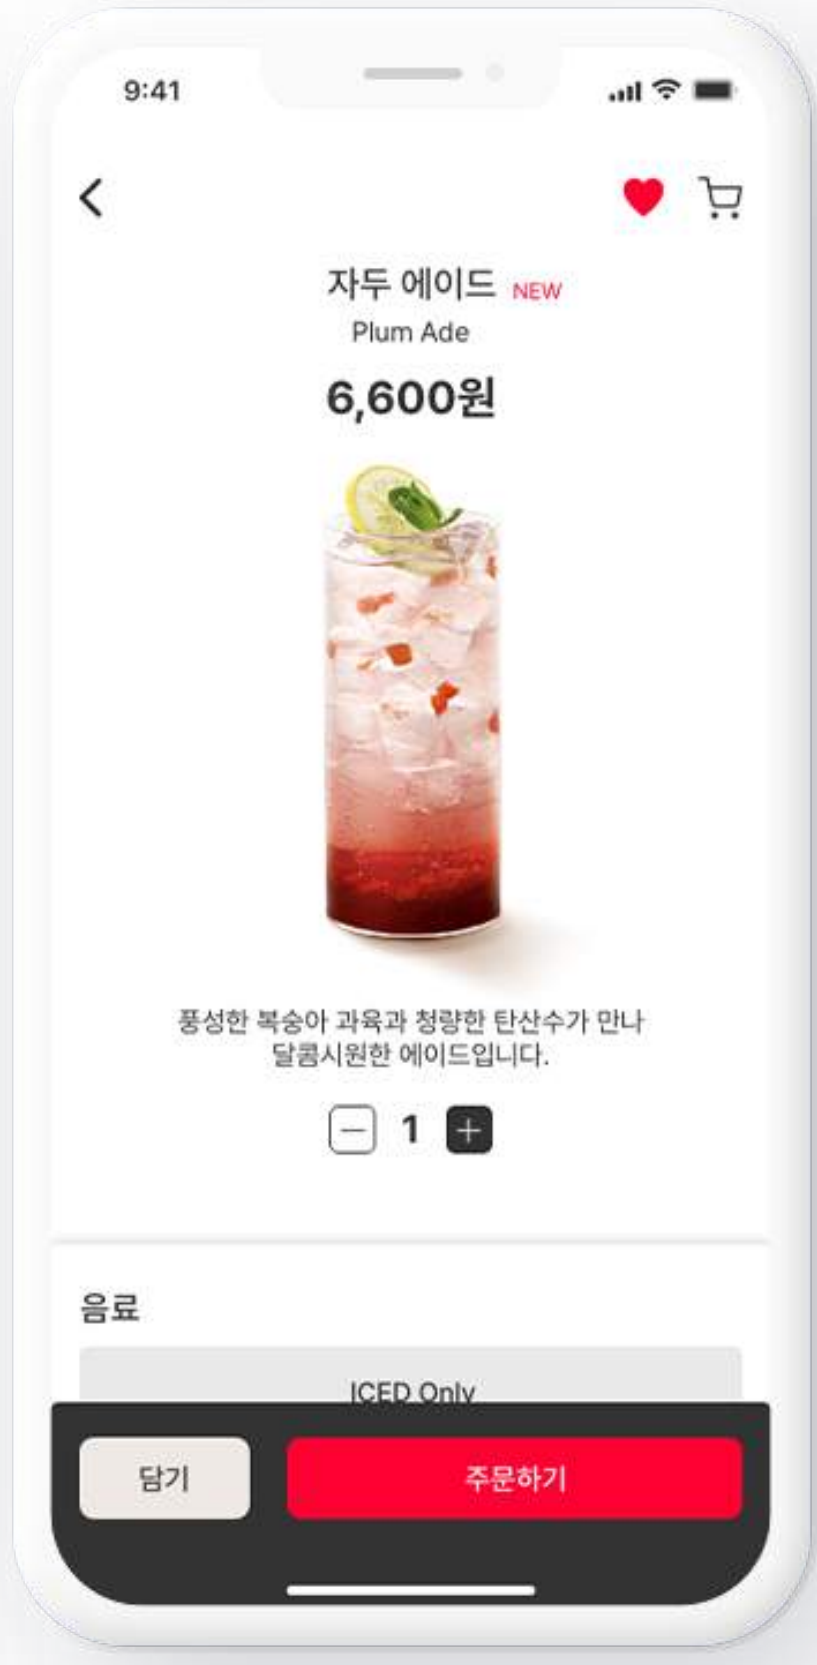 9:41
자두 에이드 NEW
Plum Ade
6,600원
풍성한 복숭아 과육과 청량한 탄산수가 만나
달콤시원한 에이드입니다.
1
음료
ICED Only
담기
주문하기